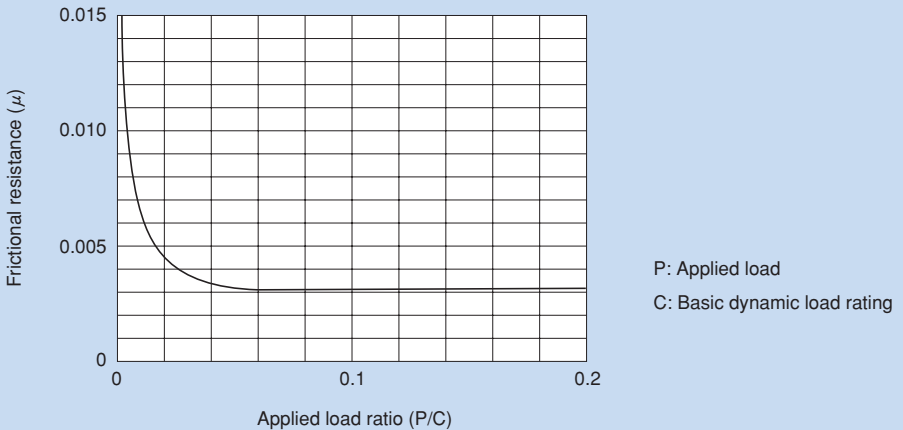 0.015
0.010
0.005
0
0
0.1
0.2
Frictional resistance (μ)
Applied load ratio (P/C)
P: Applied load
C: Basic dynamic load rating